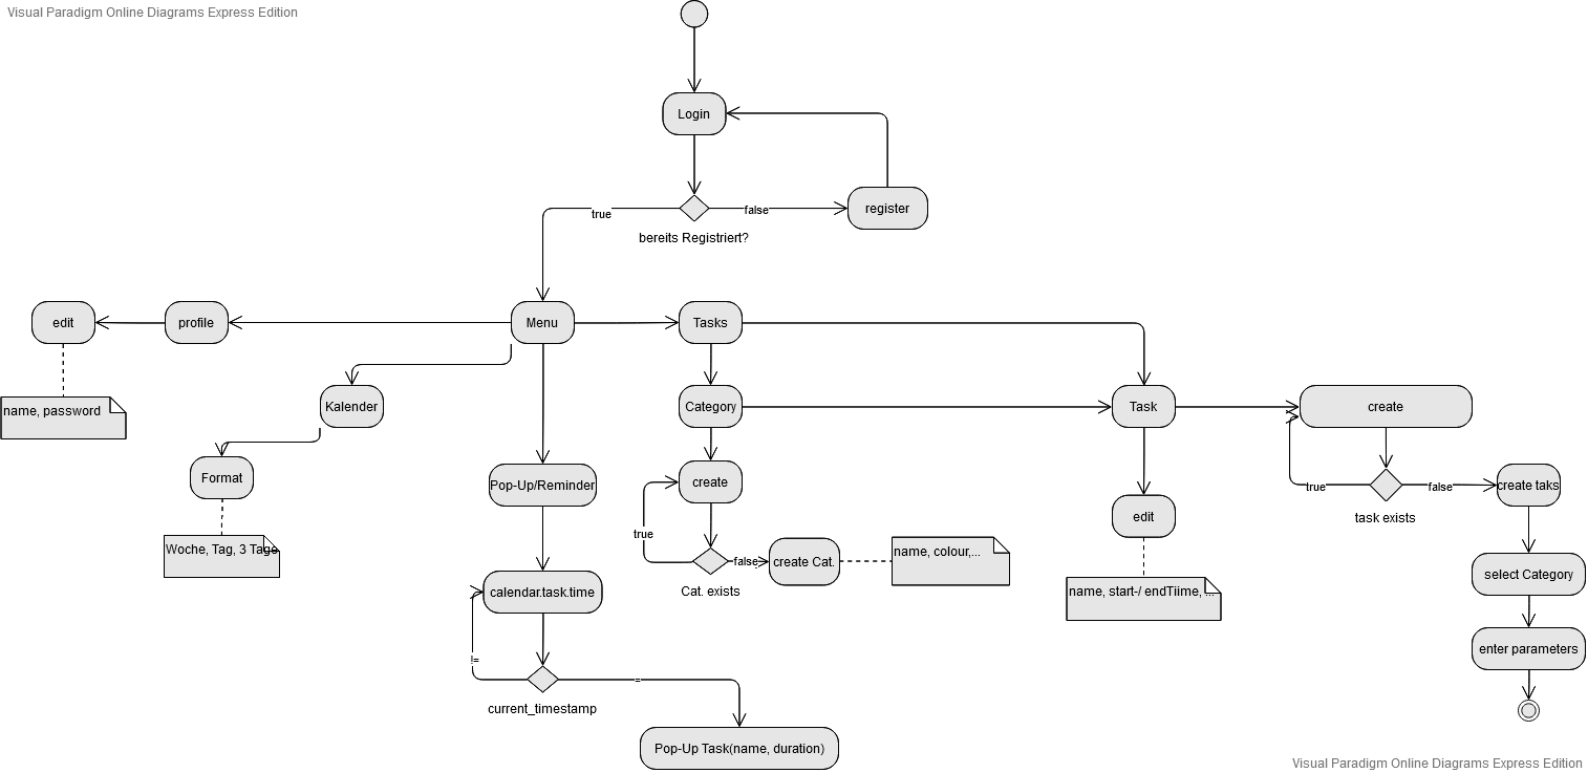 Visual Paradigm Online Diagrams Express Edition
Login
true
false
register
bereits Registriert?
edit
profile
Menu
Tasks
name, password
Kalender
Category
Task
create
Format
Pop-Up/Reminder
create
true
false
create taks
task exists
edit
Woche, Tag, 3 Tage
true
false
create Cat.
name, colour,...
Cat. exists
select Category
calendar.task.time
name, start-/ endTiime, ...
enter parameters
!=
=
current_timestamp
Pop-Up Task(name, duration)
Visual Paradigm Online Diagrams Express Edition